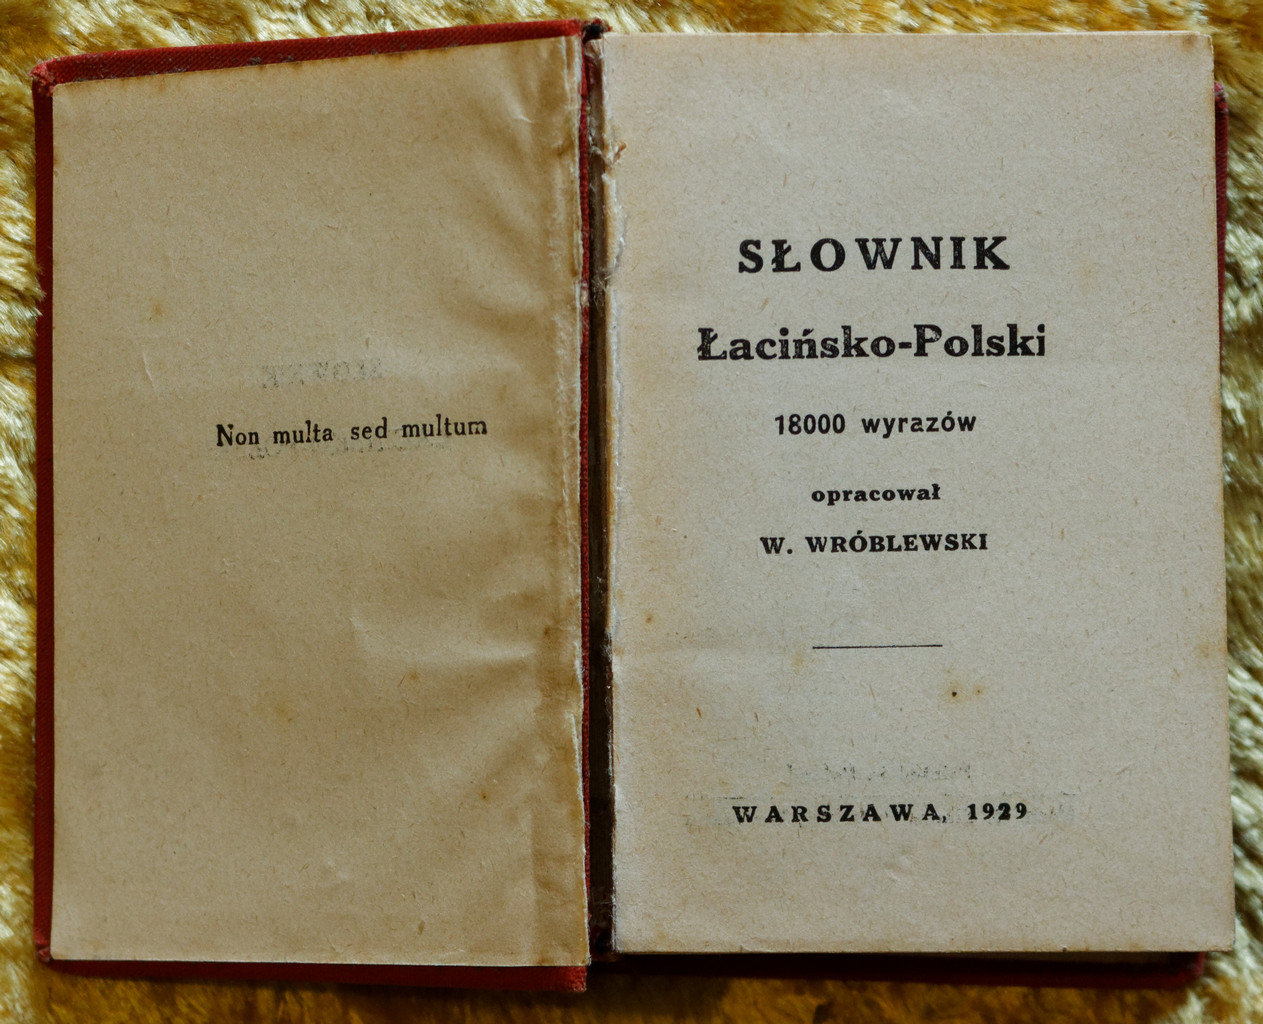 Non multa sed multum
SŁOWNIK
Łacińsko-Polski
18000 wyrazów
opracował
W. WRÓBLEWSKI
WARSZAWA, 1929